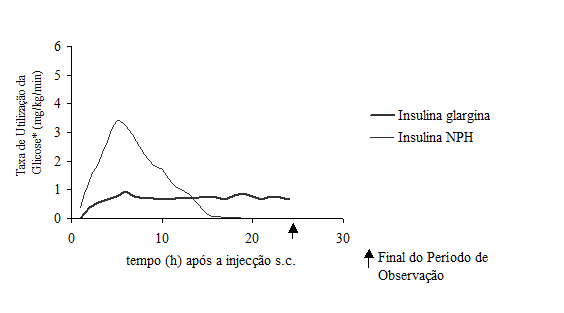 Taxa de Utilização da
Glicose* (mg/kg/min)
6
5
4
3
2
1
0
0
10
20
30
tempo (h) após a injecção s.c.
Insulina glargina
Insulina NPH
Final do Período de
Observação